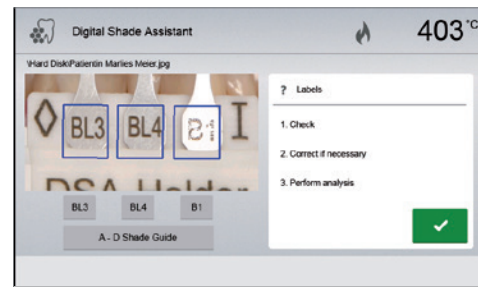 Digital Shade Assistant
403 °C
\Hard Disk\Patientin Marlies Meier.jpg
BL3 BL4 B1 I
DSA Holder
BL3 BL4 B1
A - D Shade Guide
? Labels
1. Check
2. Correct if necessary
3. Perform analysis